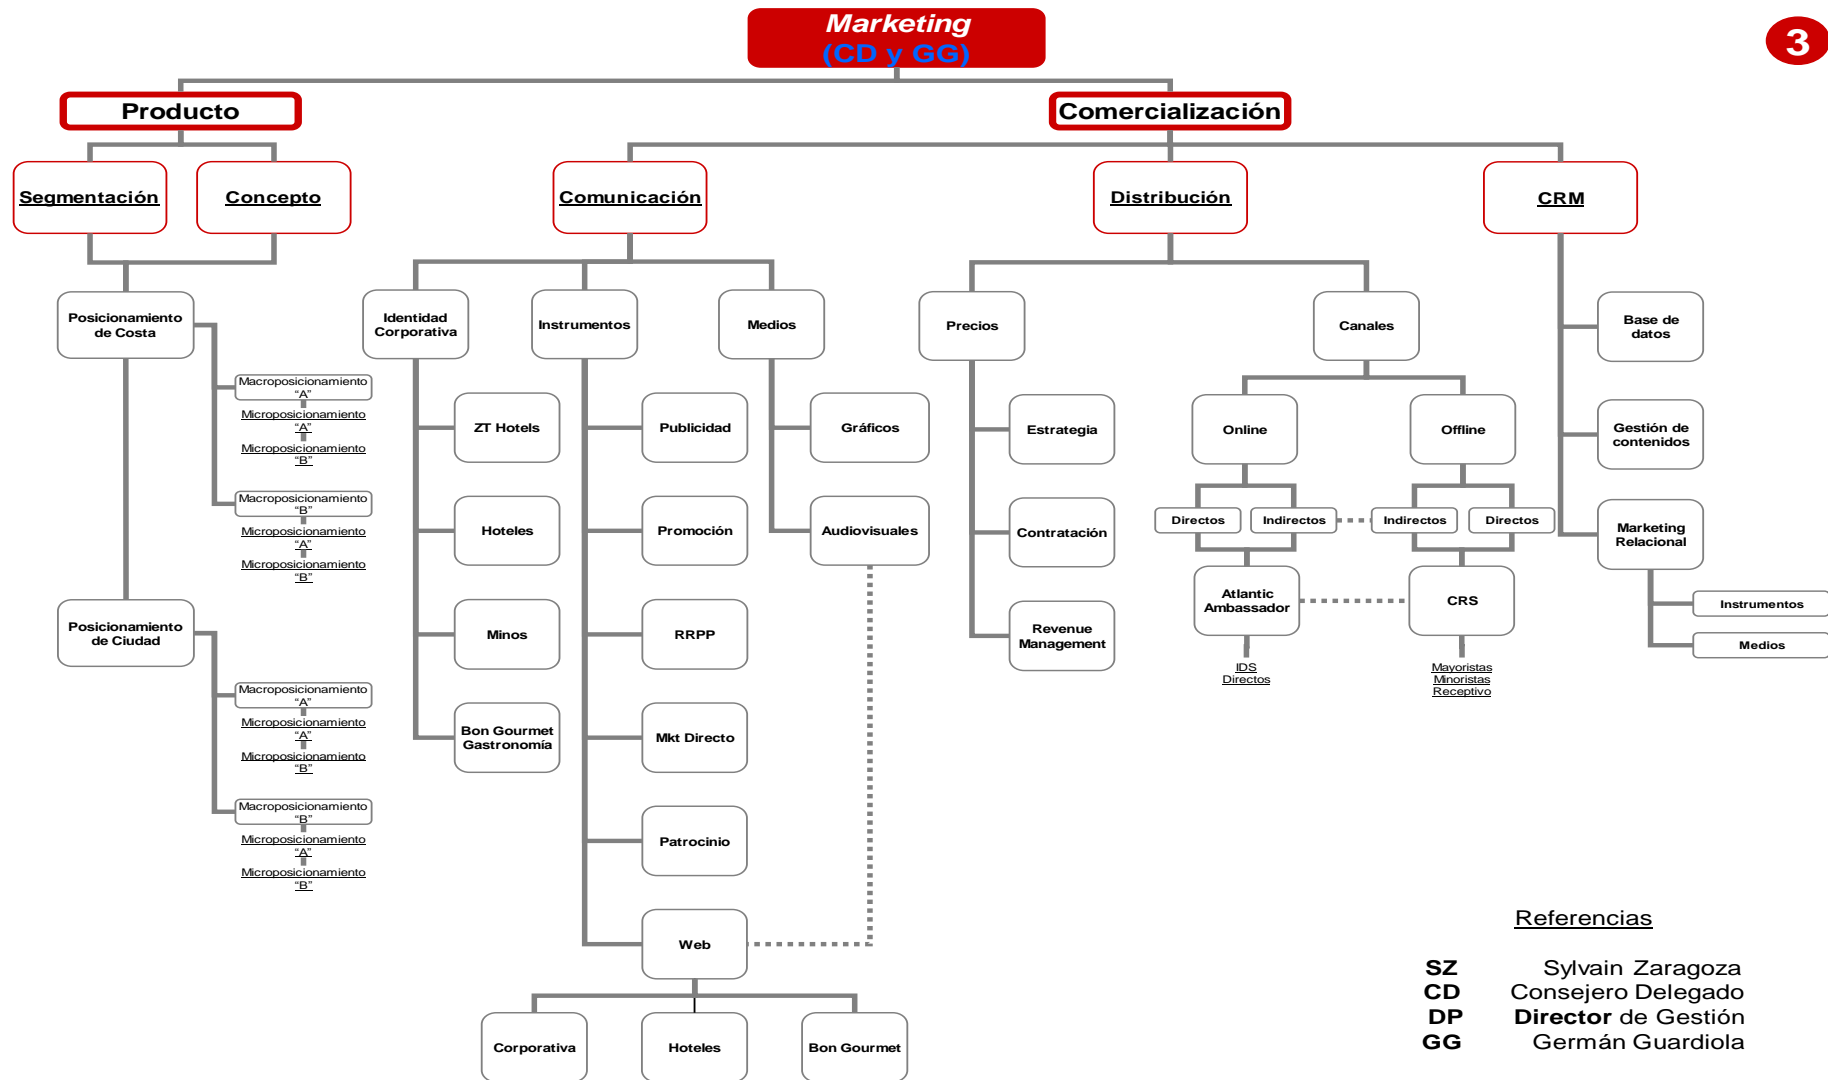 Marketing
(CD y GG)
3
Producto
Comercialización
Segmentación
Concepto
Comunicación
Distribución
CRM
Posicionamiento
de Costa
Macroposicionamiento
“A”
Microposicionamiento
“A”
Microposicionamiento
“B”
Macroposicionamiento
“B”
Microposicionamiento
“A”
Microposicionamiento
“B”
Posicionamiento
de Ciudad
Macroposicionamiento
“A”
Microposicionamiento
“A”
Microposicionamiento
“B”
Macroposicionamiento
“B”
Microposicionamiento
“A”
Microposicionamiento
“B”
Identidad
Corporativa
ZT Hotels
Hoteles
Minos
Bon Gourmet
Gastronomía
Instrumentos
Publicidad
Promoción
RRPP
Mkt Directo
Patrocinio
Web
Corporativa
Hoteles
Bon Gourmet
Medios
Gráficos
Audiovisuales
Precios
Estrategia
Contratación
Revenue
Management
Canales
Online
Offline
Directos
Indirectos
Indirectos
Directos
Atlantic
Ambassador
CRS
IDS
Directos
Mayoristas
Minoristas
Receptivo
Base de
datos
Gestión de
contenidos
Marketing
Relacional
Instrumentos
Medios
Referencias
SZ Sylvain Zaragoza
CD Consejero Delegado
DP Director de Gestión
GG Germán Guardiola